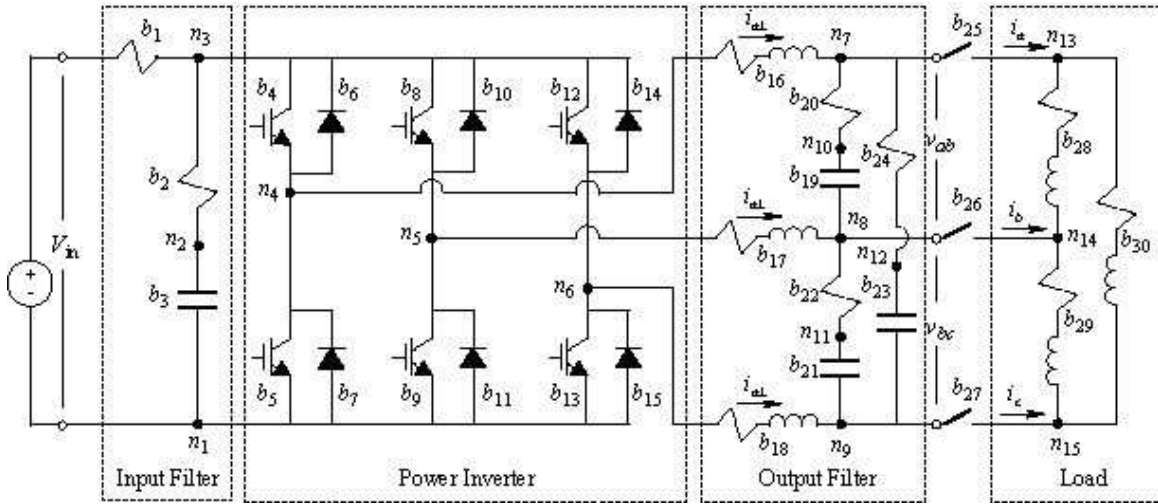 b1 n3 b4 b6 b8 b10 b12 b14 iaL b16 n7 b25 ia n13
b20 n10 b24 vab b28
b2 n4 b19
n2 Vin n5 iaL n8 b26 ib n14 b30
b17 n12
+
-
b3 n6 b22 b23 b29
n11 vbc
b5 b7 b9 b11 b13 b15 iaL b21 b27 ic
n1 b18 n9 n15
Input Filter Power Inverter Output Filter Load